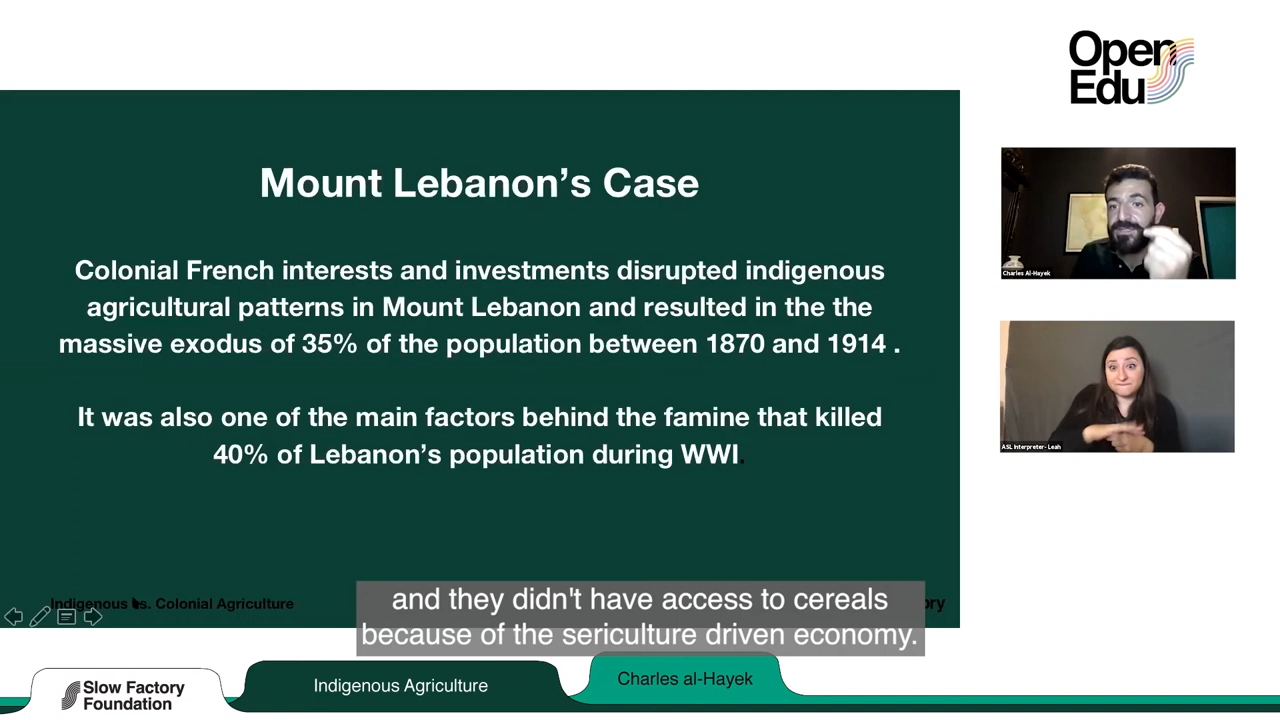 Open
Edu
Mount Lebanon’s Case
Colonial French interests and investments disrupted indigenous
agricultural patterns in Mount Lebanon and resulted in the the
massive exodus of 35% of the population between 1870 and 1914 .
It was also one of the main factors behind the famine that killed
40% of Lebanon’s population during WWI.
Charles Al-Hayek
ASL Interpreter- Leah
Indigenous vs. Colonial Agriculture
and they didn't have access to cereals
because of the sericulture driven economy.
Slow Factory
Foundation
Indigenous Agriculture
Charles al-Hayek